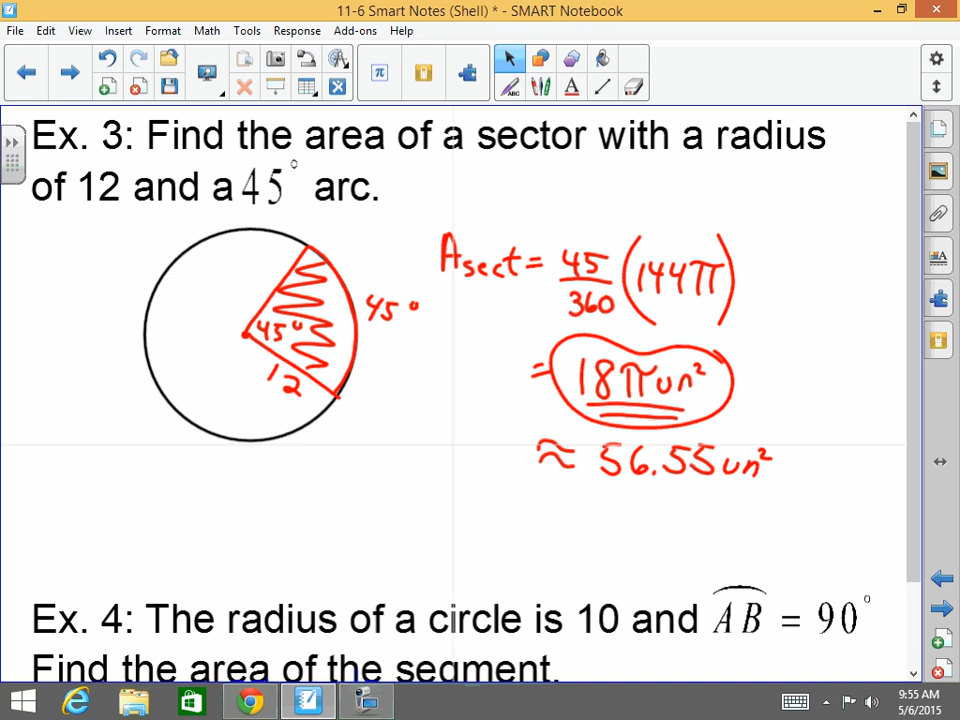 11-6 Smart Notes (Shell) * - SMART Notebook
File Edit View Insert Format Math Tools Response Add-ons Help
Ex. 3: Find the area of a sector with a radius
of 12 and a 45° arc.
A sect = 45/360 (144π)
45°
45°
12
= 18π un²
≈ 56.55 un²
Ex. 4: The radius of a circle is 10 and AB = 90°
Find the area of the segment.
9:55 AM
5/6/2015